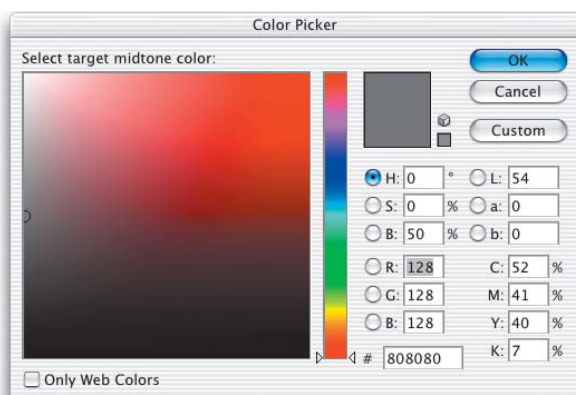 Color Picker
Select target midtone color:
OK
Cancel
Custom
H: 0 °
L: 54
S: 0 %
a: 0
B: 50 %
b: 0
R: 128
C: 52 %
G: 128
M: 41 %
B: 128
Y: 40 %
# 808080
K: 7 %
Only Web Colors